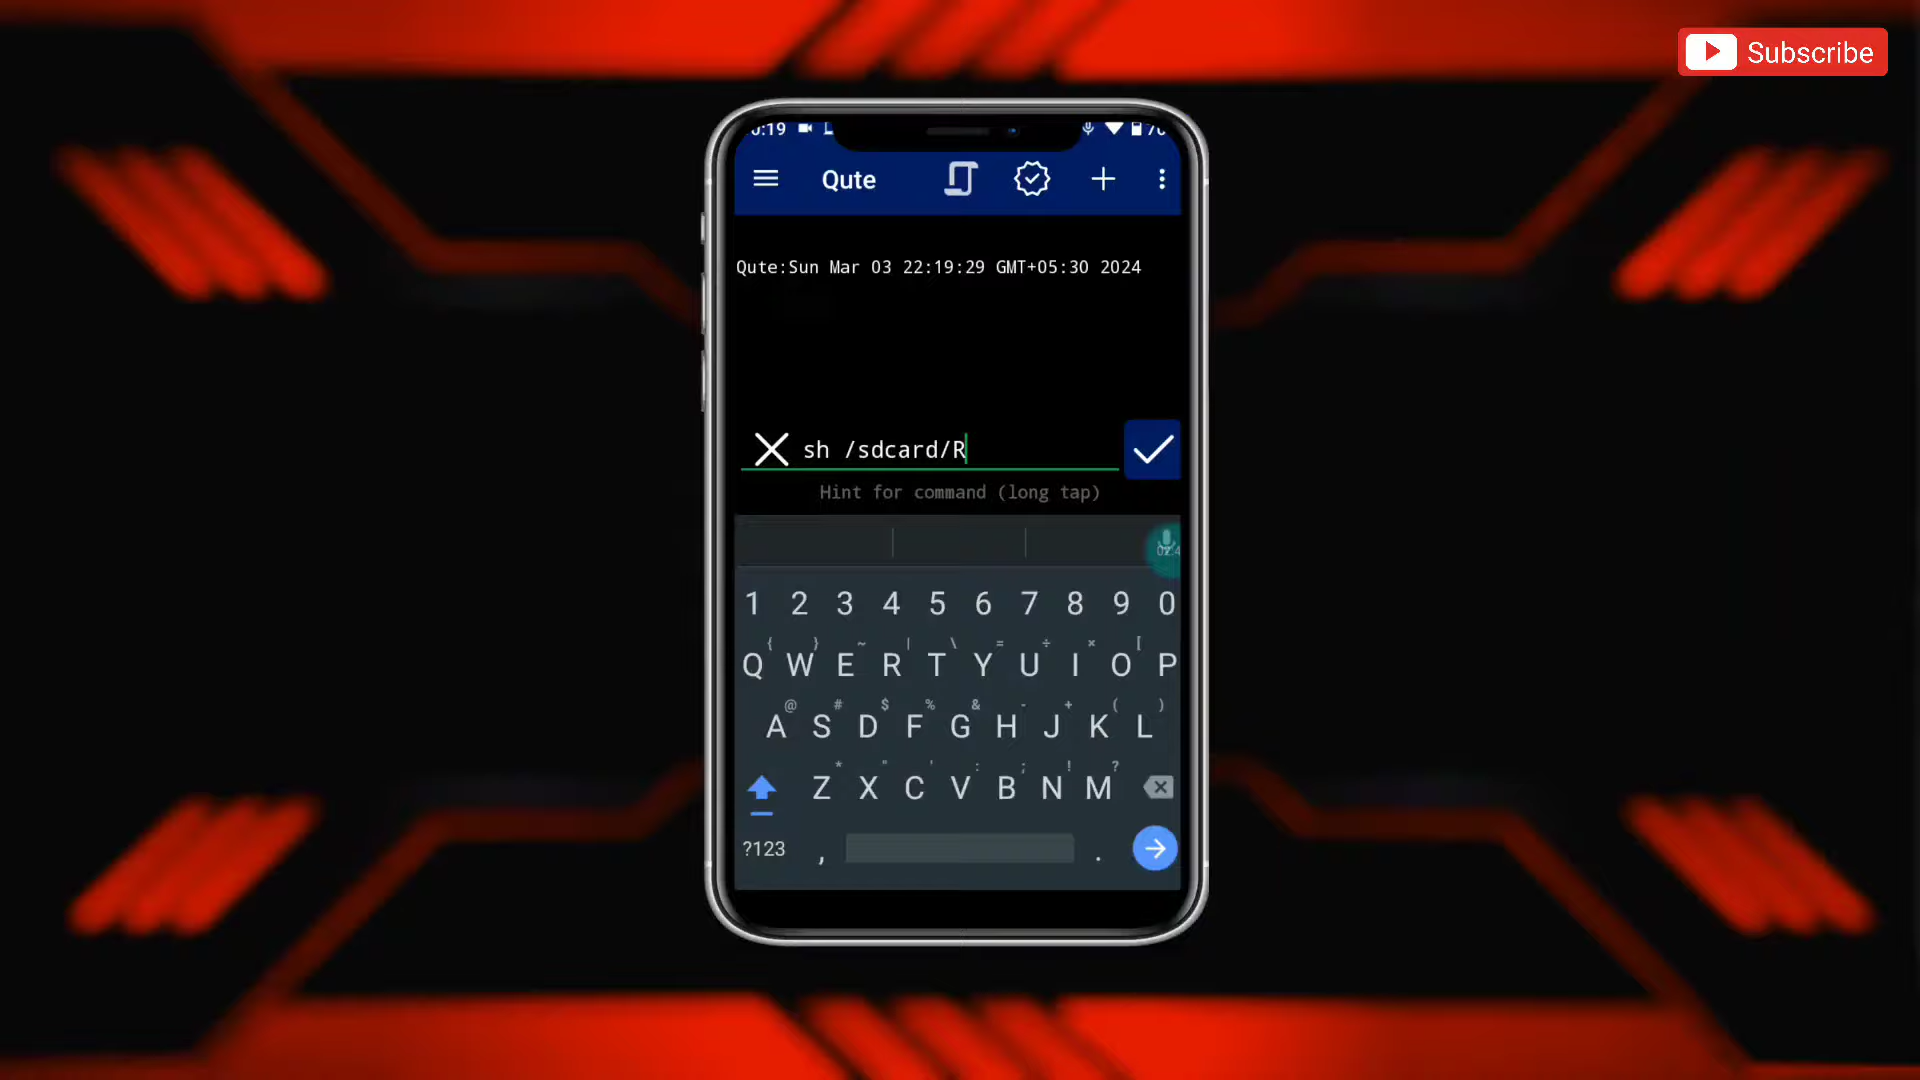 Subscribe
:19
Qute
Qute:Sun Mar 03 22:19:29 GMT+05:30 2024
sh /sdcard/R
Hint for command (long tap)
1 2 3 4 5 6 7 8 9 0
{ } ~ | \ = ÷ × [
Q W E R T Y U I O P
@ # $ % & - + ( )
A S D F G H J K L
* " ' : ; ! ?
Z X C V B N M
?123 , .